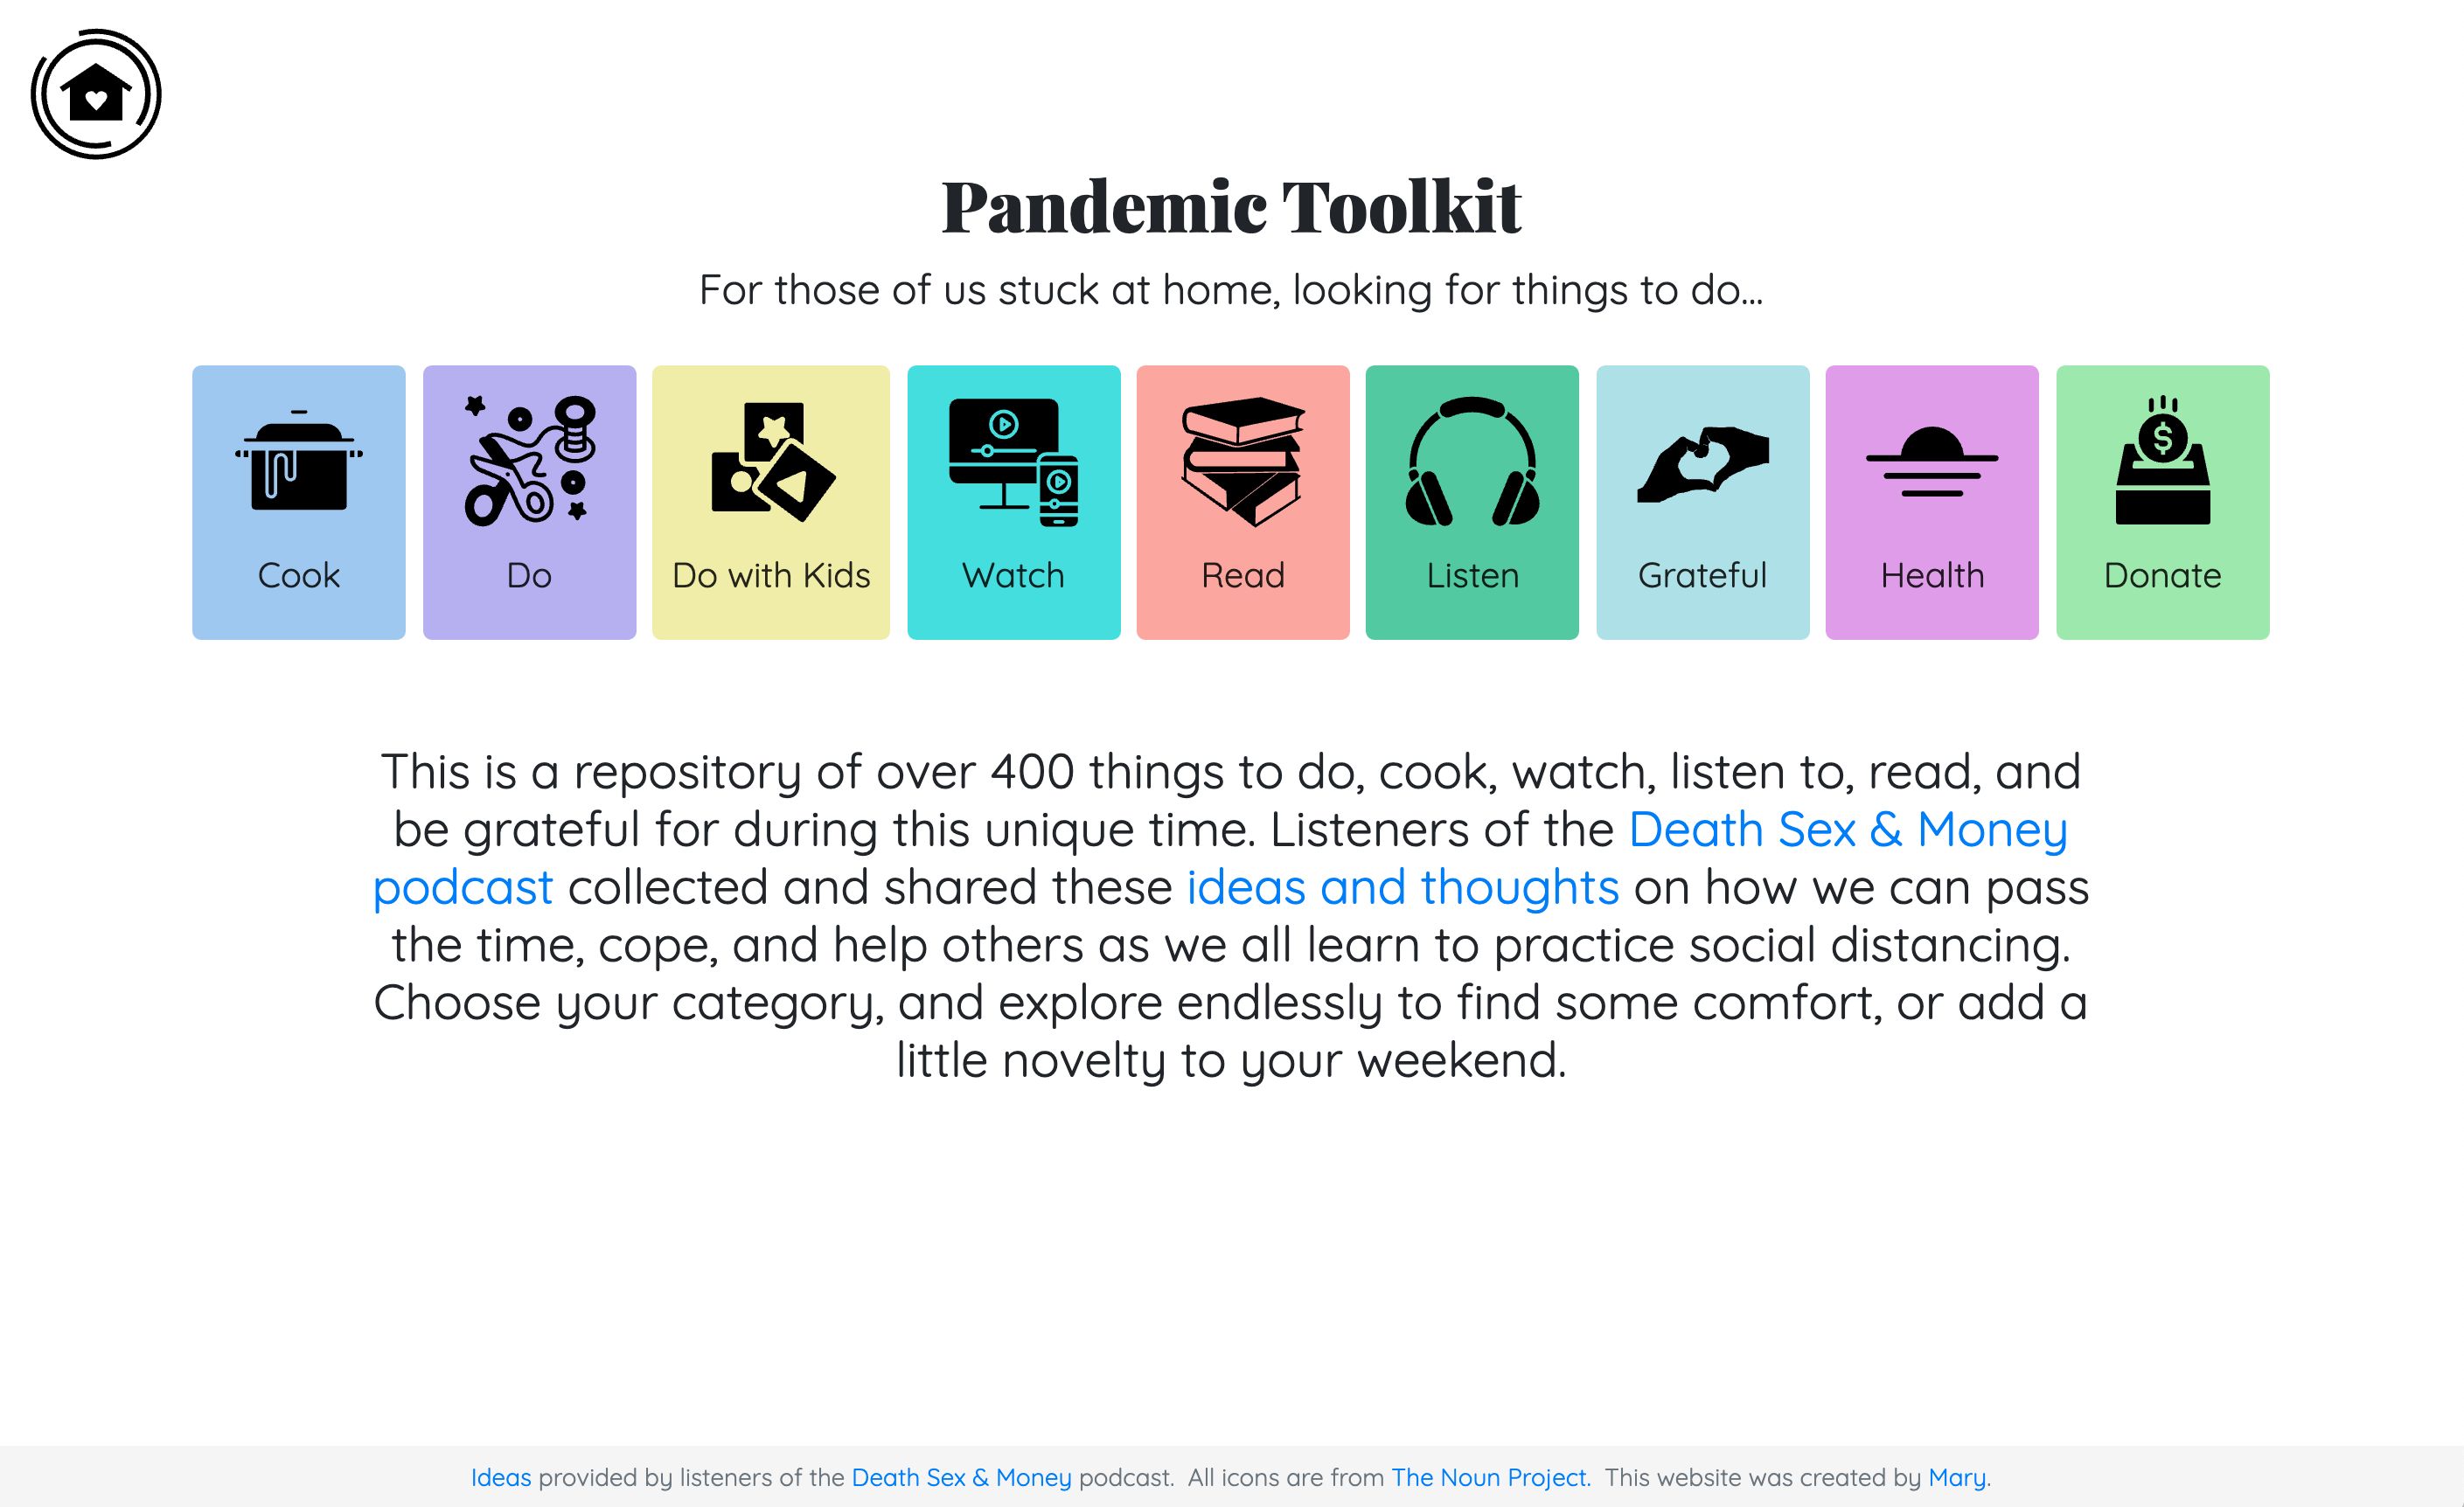 Pandemic Toolkit
For those of us stuck at home, looking for things to do...
Cook
Do
Do with Kids
Watch
Read
Listen
Grateful
Health
$
Donate
This is a repository of over 400 things to do, cook, watch, listen to, read, and
be grateful for during this unique time. Listeners of the Death Sex & Money
podcast collected and shared these ideas and thoughts on how we can pass
the time, cope, and help others as we all learn to practice social distancing.
Choose your category, and explore endlessly to find some comfort, or add a
little novelty to your weekend.
Ideas provided by listeners of the Death Sex & Money podcast. All icons are from The Noun Project. This website was created by Mary.